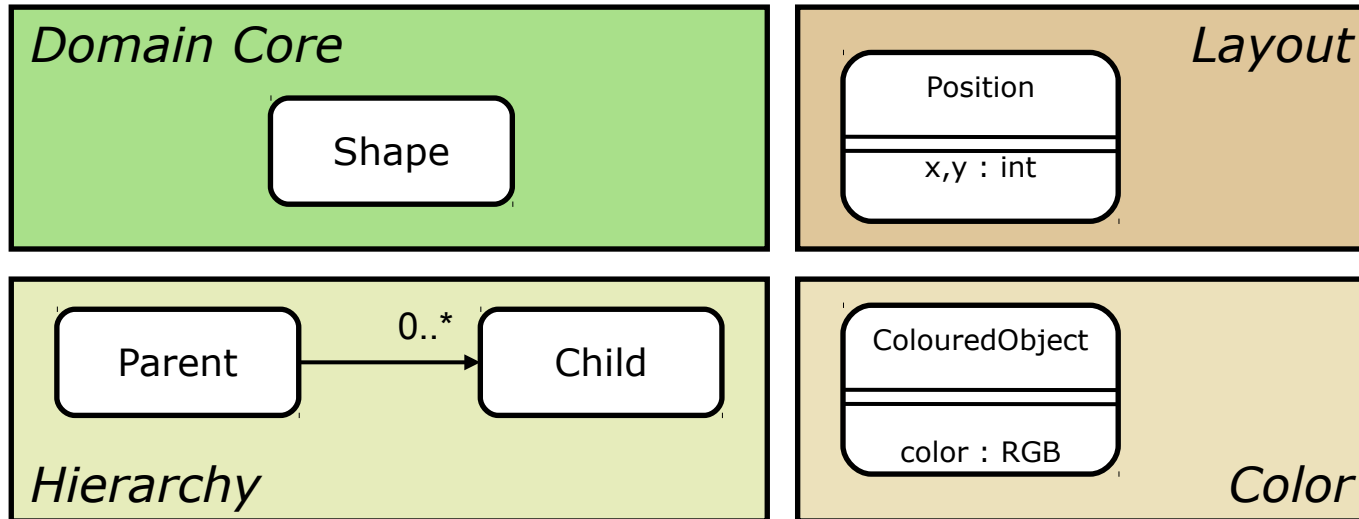 Domain Core
Shape
Layout
Position
x,y : int
Parent
0..*
Child
Hierarchy
ColouredObject
color : RGB
Color